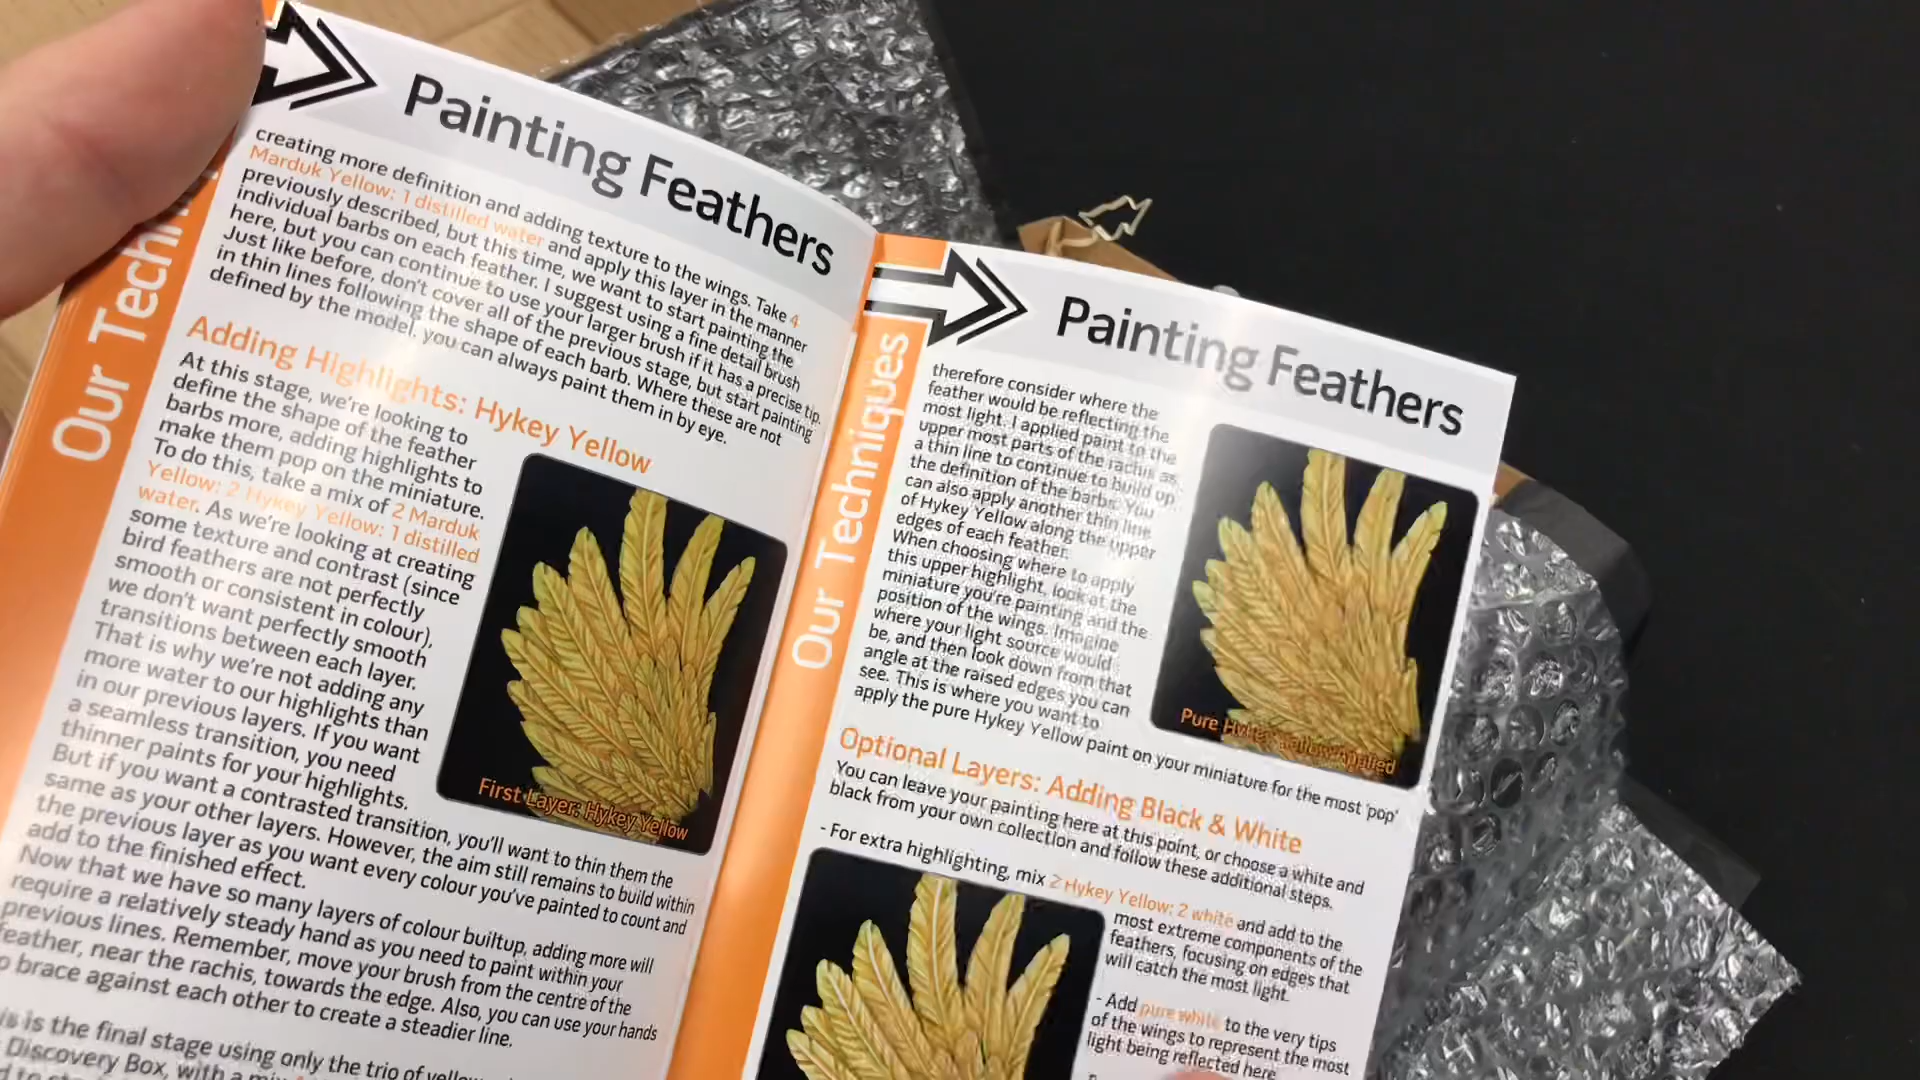 Painting Feathers
Our Techni
creating more definition and adding texture to the wings. Take 4
Marduk Yellow: 1 distilled water and apply this layer in the manner
previously described, but this time, we want to start painting the
individual barbs on each feather. I suggest using a fine detail brush
here, but you can continue to use your larger brush if it has a precise tip.
Just like before, don't cover all of the previous stage, but start painting
in thin lines following the shape of each barb. Where these are not
defined by the model, you can always paint them in by eye.
Adding Highlights: Hykey Yellow
At this stage, we're looking to
define the shape of the feather
barbs more, adding highlights to
make them pop on the miniature.
To do this, take a mix of 2 Marduk
Yellow: 2 Hykey Yellow: 1 distilled
water. As we're looking at creating
some texture and contrast (since
bird feathers are not perfectly
smooth or consistent in colour),
we don't want perfectly smooth
transitions between each layer.
That is why we're not adding any
more water to our highlights than
in our previous layers. If you want
a seamless transition, you need
thinner paints for your highlights.
But if you want a contrasted transition, you'll want to thin them the
same as your other layers. However, the aim still remains to build within
the previous layer as you want every colour you've painted to count and
add to the finished effect.
First Layer: Hykey Yellow
Now that we have so many layers of colour builtup, adding more will
require a relatively steady hand as you need to paint within your
previous lines. Remember, move your brush from the centre of the
feather, near the rachis, towards the edge. Also, you can use your hands
o brace against each other to create a steadier line.
is is the final stage using only the trio of yellow
Discovery Box, with a mix
Painting Feathers
Our Techniques
therefore consider where the
feather would be reflecting the
most light. I applied paint to the
upper most parts of the rachis as
a thin line to continue to build up
the definition of the barbs. You
can also apply another thin line
of Hykey Yellow along the upper
edges of each feather.
When choosing where to apply
this upper highlight, look at the
miniature you're painting and the
position of the wings. Imagine
where your light source would
be, and then look down from that
angle at the raised edges you can
see. This is where you want to
apply the pure Hykey Yellow paint on your miniature for the most 'pop'
Pure Hykey Yellow Applied
Optional Layers: Adding Black & White
You can leave your painting here at this point, or choose a white and
black from your own collection and follow these additional steps.
- For extra highlighting, mix 2 Hykey Yellow: 2 white and add to the
most extreme components of the
feathers, focusing on edges that
will catch the most light.
- Add pure white to the very tips
of the wings to represent the most
light being reflected here